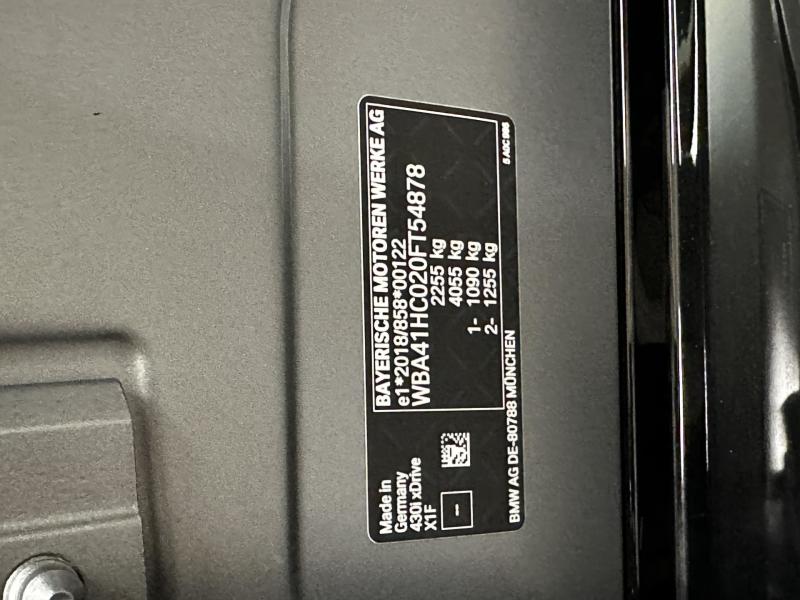 BAYERISCHE MOTOREN WERKE AG
e1*2018/858*00122
WBA41HC020FT54878
2255 kg
4055 kg
1- 1090 kg
2- 1255 kg
Made in
Germany
430i xDrive
X1F
-
BMW AG DE-80788 MÜNCHEN